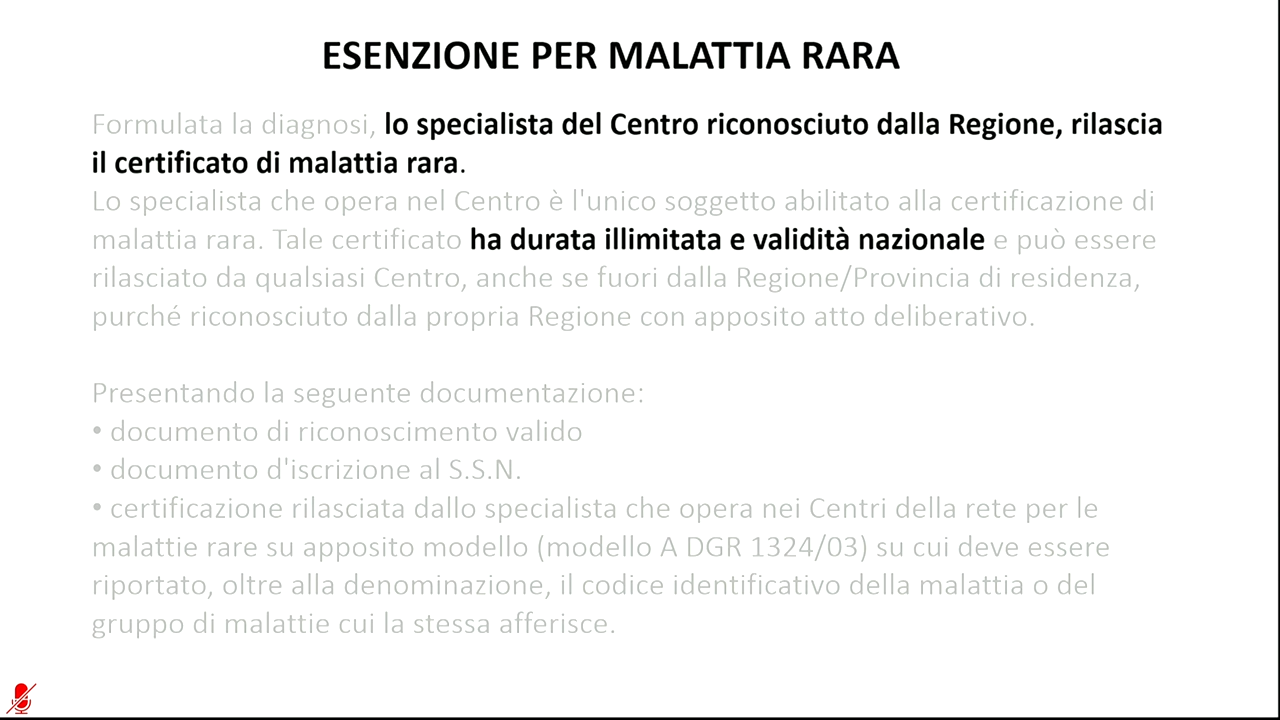 ESENZIONE PER MALATTIA RARA
Formulata la diagnosi, lo specialista del Centro riconosciuto dalla Regione, rilascia
il certificato di malattia rara.
Lo specialista che opera nel Centro è l'unico soggetto abilitato alla certificazione di
malattia rara. Tale certificato ha durata illimitata e validità nazionale e può essere
rilasciato da qualsiasi Centro, anche se fuori dalla Regione/Provincia di residenza,
purché riconosciuto dalla propria Regione con apposito atto deliberativo.
Presentando la seguente documentazione:
• documento di riconoscimento valido
• documento d'iscrizione al S.S.N.
• certificazione rilasciata dallo specialista che opera nei Centri della rete per le
malattie rare su apposito modello (modello A DGR 1324/03) su cui deve essere
riportato, oltre alla denominazione, il codice identificativo della malattia o del
gruppo di malattie cui la stessa afferisce.